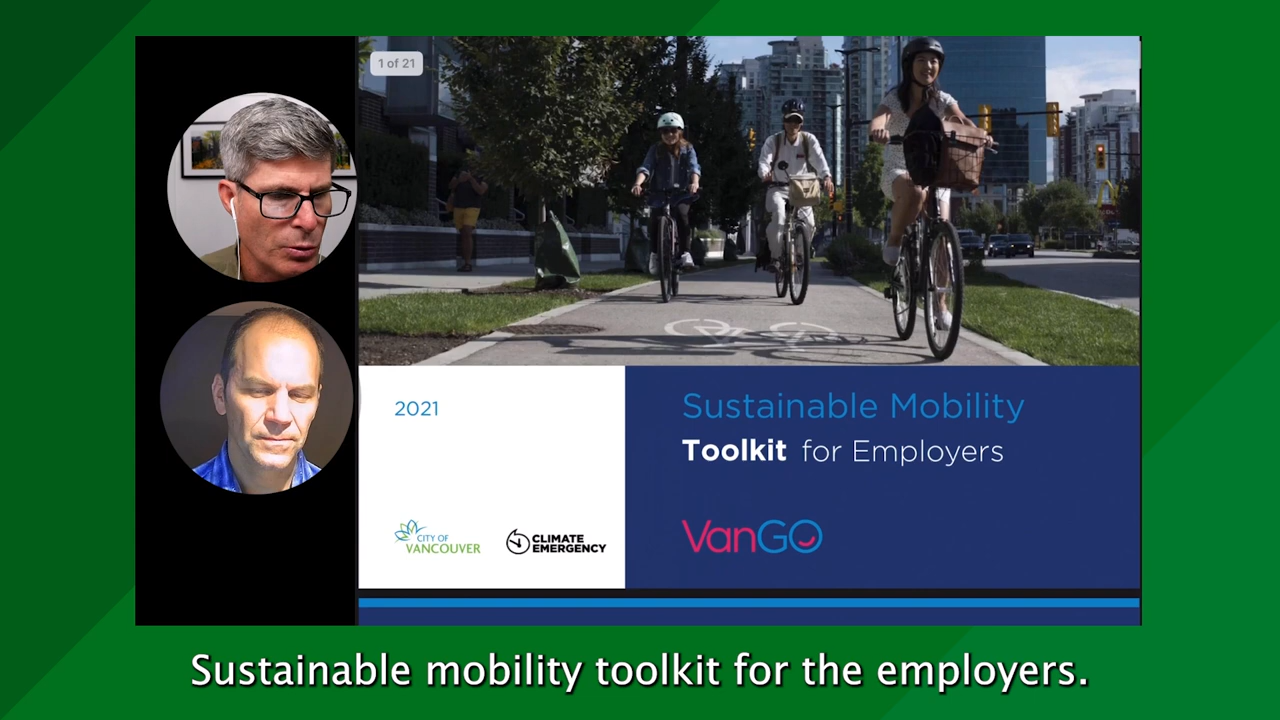 1 of 21
2021
Sustainable Mobility
Toolkit for Employers
CITY OF
VANCOUVER
CLIMATE
EMERGENCY
VanGO
Sustainable mobility toolkit for the employers.